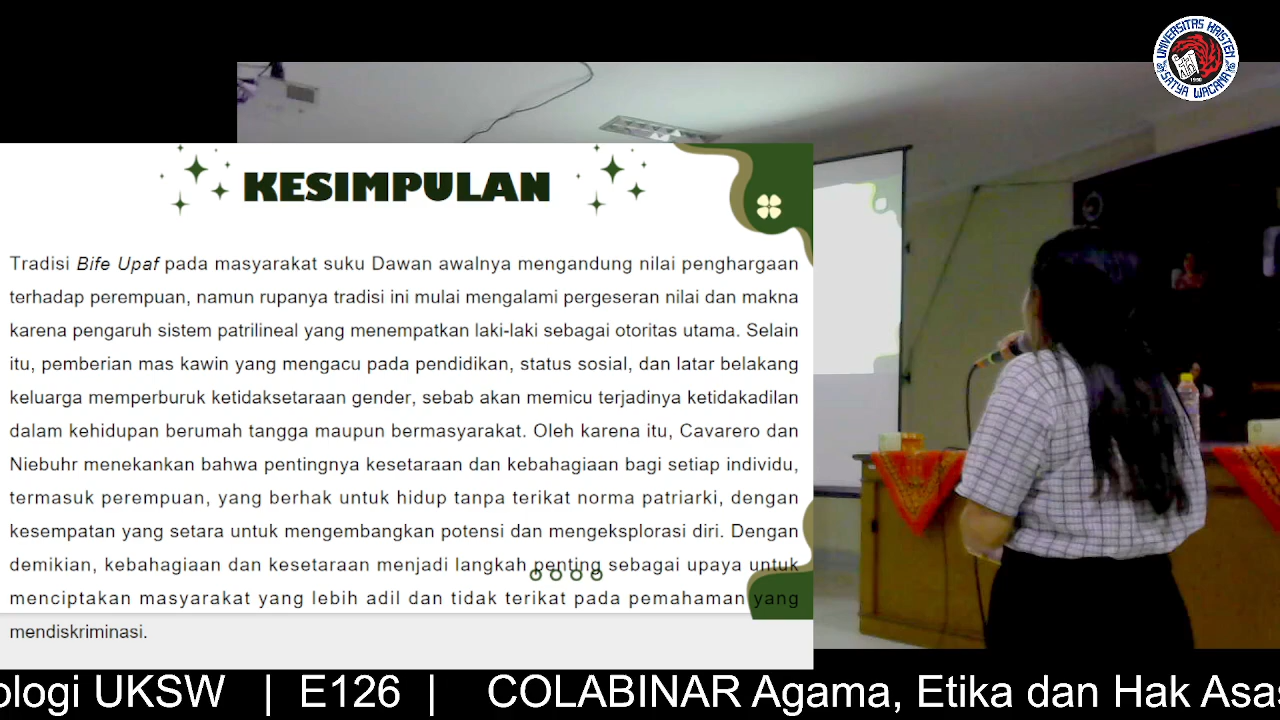 UNIVERSITAS KRISTEN
SATYA WACANA
KESIMPULAN
Tradisi Bife Upaf pada masyarakat suku Dawan awalnya mengandung nilai penghargaan
terhadap perempuan, namun rupanya tradisi ini mulai mengalami pergeseran nilai dan makna
karena pengaruh sistem patrilineal yang menempatkan laki-laki sebagai otoritas utama. Selain
itu, pemberian mas kawin yang mengacu pada pendidikan, status sosial, dan latar belakang
keluarga memperburuk ketidaksetaraan gender, sebab akan memicu terjadinya ketidakadilan
dalam kehidupan berumah tangga maupun bermasyarakat. Oleh karena itu, Cavarero dan
Niebuhr menekankan bahwa pentingnya kesetaraan dan kebahagiaan bagi setiap individu,
termasuk perempuan, yang berhak untuk hidup tanpa terikat norma patriarki, dengan
kesempatan yang setara untuk mengembangkan potensi dan mengeksplorasi diri. Dengan
demikian, kebahagiaan dan kesetaraan menjadi langkah penting sebagai upaya untuk
menciptakan masyarakat yang lebih adil dan tidak terikat pada pemahaman yang
mendiskriminasi.
ologi UKSW | E126 | COLABINAR Agama, Etika dan Hak Asas